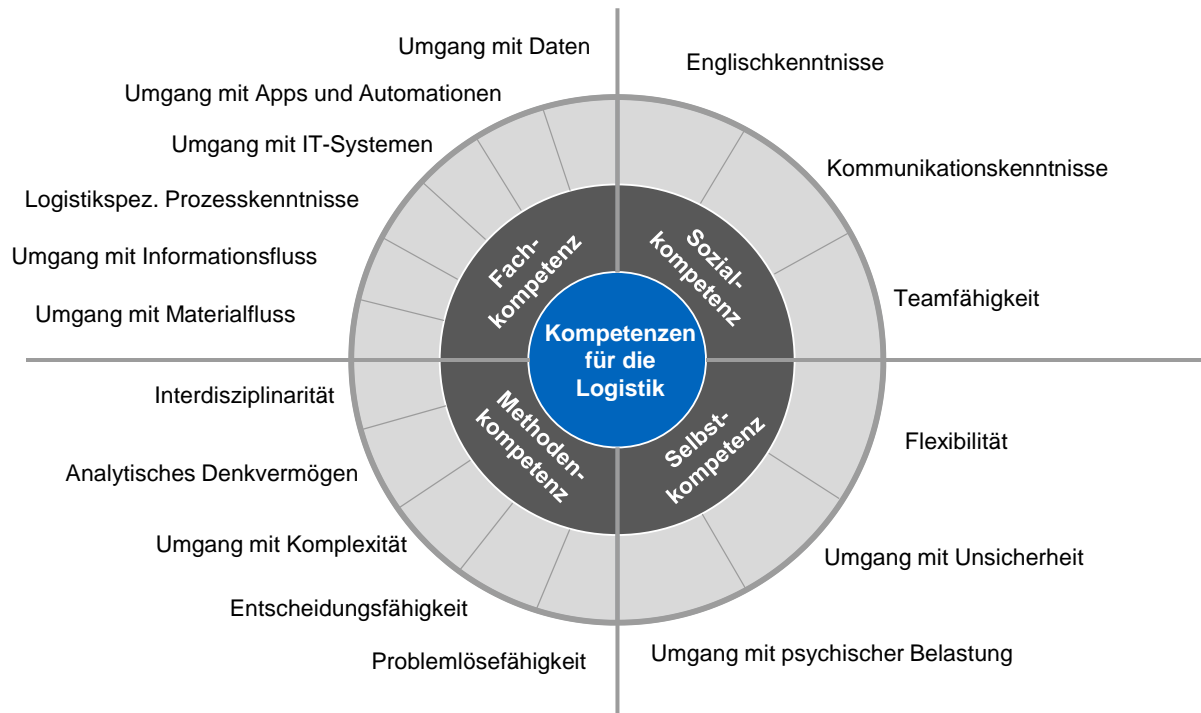 Umgang mit Daten
Englischkenntnisse
Umgang mit Apps und Automationen
Umgang mit IT-Systemen
Kommunikationskenntnisse
Logistikspez. Prozesskenntnisse
Umgang mit Informationsfluss
Teamfähigkeit
Umgang mit Materialfluss
Fach-
kompetenz
Sozial-
kompetenz
Kompetenzen
für die
Logistik
Methoden-
kompetenz
Selbst-
kompetenz
Interdisziplinarität
Flexibilität
Analytisches Denkvermögen
Umgang mit Komplexität
Umgang mit Unsicherheit
Entscheidungsfähigkeit
Problemlösefähigkeit
Umgang mit psychischer Belastung